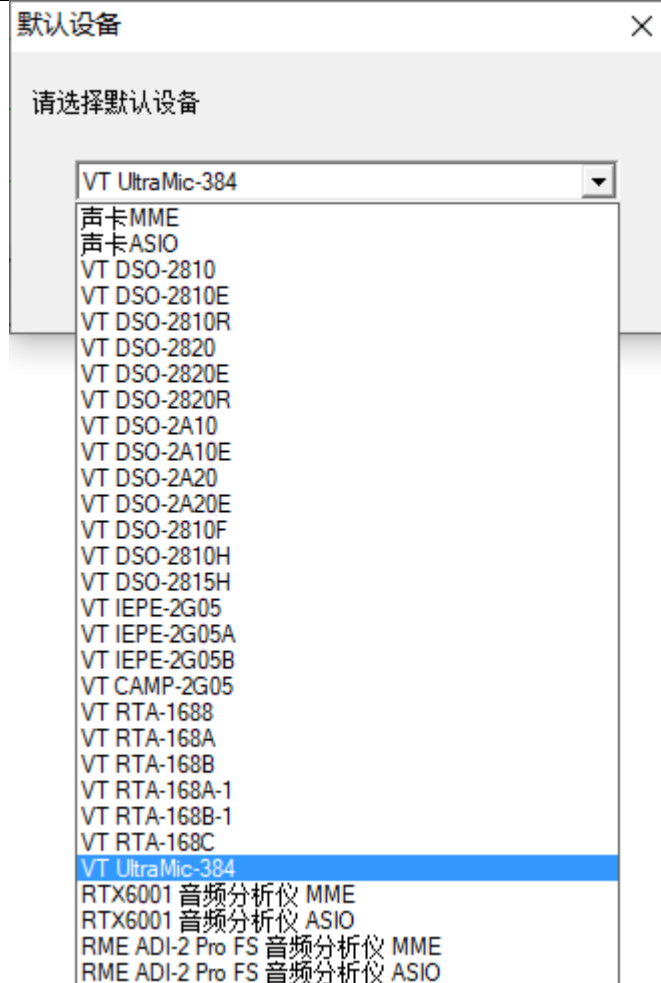 默认设备
请选择默认设备
VT UltraMic-384
声卡MME
声卡ASIO
VT DSO-2810
VT DSO-2810E
VT DSO-2810R
VT DSO-2820
VT DSO-2820E
VT DSO-2820R
VT DSO-2A10
VT DSO-2A10E
VT DSO-2A20
VT DSO-2A20E
VT DSO-2810F
VT DSO-2810H
VT DSO-2815H
VT IEPE-2G05
VT IEPE-2G05A
VT IEPE-2G05B
VT CAMP-2G05
VT RTA-1688
VT RTA-168A
VT RTA-168B
VT RTA-168A-1
VT RTA-168B-1
VT RTA-168C
VT UltraMic-384
RTX6001 音频分析仪 MME
RTX6001 音频分析仪 ASIO
RME ADI-2 Pro FS 音频分析仪 MME
RME ADI-2 Pro FS 音频分析仪 ASIO